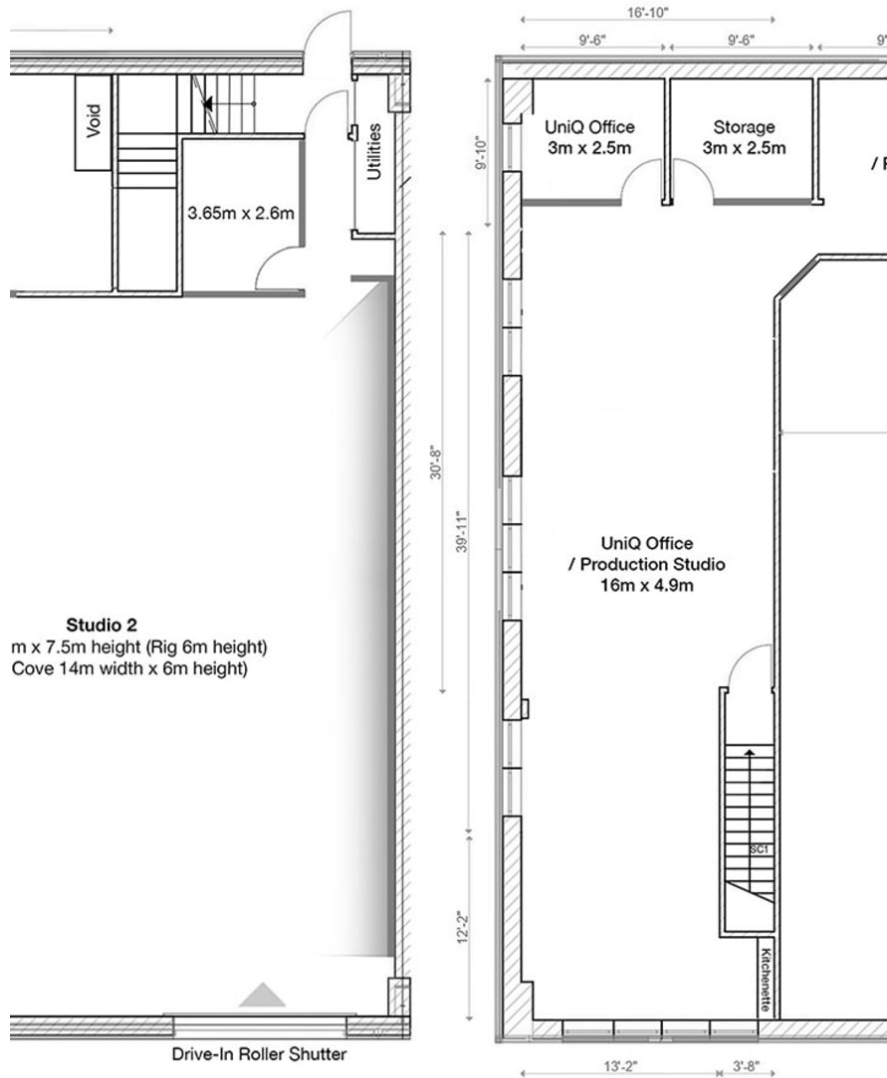 16'-10"
9'-6"
9'-6"
9'
Void
Utilities
3.65m x 2.6m
9'-10"
UniQ Office
3m x 2.5m
Storage
3m x 2.5m
/ F
30'-8"
39'-11"
UniQ Office
/ Production Studio
16m x 4.9m
Studio 2
m x 7.5m height (Rig 6m height)
Cove 14m width x 6m height)
SC1
12'-2"
Kitchenette
Drive-In Roller Shutter
13'-2"
3'-8"